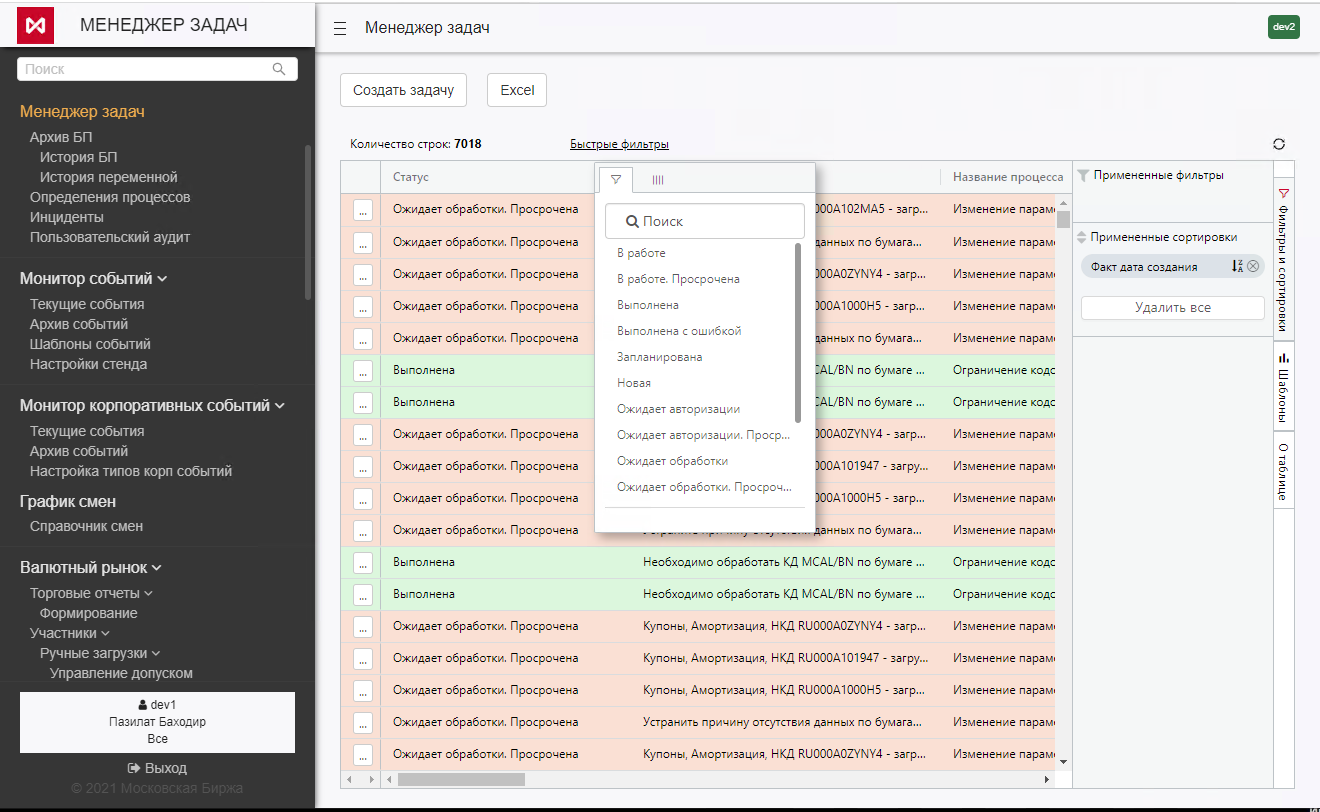 МЕНЕДЖЕР ЗАДАЧ
Поиск
Менеджер задач
Архив БП
История БП
История переменной
Определения процессов
Инциденты
Пользовательский аудит
Монитор событий
Текущие события
Архив событий
Шаблоны событий
Настройки стенда
Монитор корпоративных событий
Текущие события
Архив событий
Настройка типов корп событий
График смен
Справочник смен
Валютный рынок
Торговые отчеты
Формирование
Участники
Ручные загрузки
Управление допуском
dev1
Пазилат Баходир
Все
Выход
© 2021 Московская Биржа
Менеджер задач
dev2
Создать задачу
Excel
Количество строк: 7018
Быстрые фильтры
Статус
Название процесса
... Ожидает обработки. Просрочена 000A102MA5 - загр... Изменение парам
... Ожидает обработки. Просрочена данных по бумага... Изменение парам
... Ожидает обработки. Просрочена 000A0ZYNY4 - загр... Изменение парам
... Ожидает обработки. Просрочена 000A1000H5 - загр... Изменение парам
... Ожидает обработки. Просрочена данных по бумага... Изменение парам
... Выполнена CAL/BN по бумаге ... Ограничение кодо
... Выполнена CAL/BN по бумаге ... Ограничение кодо
... Ожидает обработки. Просрочена 000A0ZYNY4 - загр... Изменение парам
... Ожидает обработки. Просрочена 000A101947 - загру... Изменение парам
... Ожидает обработки. Просрочена 000A1000H5 - загр... Изменение парам
... Ожидает обработки. Просрочена Устранить причину отсутствия данных по бумага... Изменение парам
... Выполнена Необходимо обработать КД MCAL/BN по бумаге ... Ограничение кодо
... Выполнена Необходимо обработать КД MCAL/BN по бумаге ... Ограничение кодо
... Ожидает обработки. Просрочена Купоны, Амортизация, НКД RU000A0ZYNY4 - загр... Изменение парам
... Ожидает обработки. Просрочена Купоны, Амортизация, НКД RU000A101947 - загру... Изменение парам
... Ожидает обработки. Просрочена Купоны, Амортизация, НКД RU000A1000H5 - загр... Изменение парам
... Ожидает обработки. Просрочена Устранить причину отсутствия данных по бумага... Изменение парам
... Ожидает обработки. Просрочена Купоны, Амортизация, НКД RU000A0ZYNY4 - загр... Изменение парам
Поиск
В работе
В работе. Просрочена
Выполнена
Выполнена с ошибкой
Запланирована
Новая
Ожидает авторизации
Ожидает авторизации. Проср...
Ожидает обработки
Ожидает обработки. Просроч...
Примененные фильтры
Примененные сортировки
Факт дата создания
Удалить все
Фильтры и сортировки
Шаблоны
О таблице